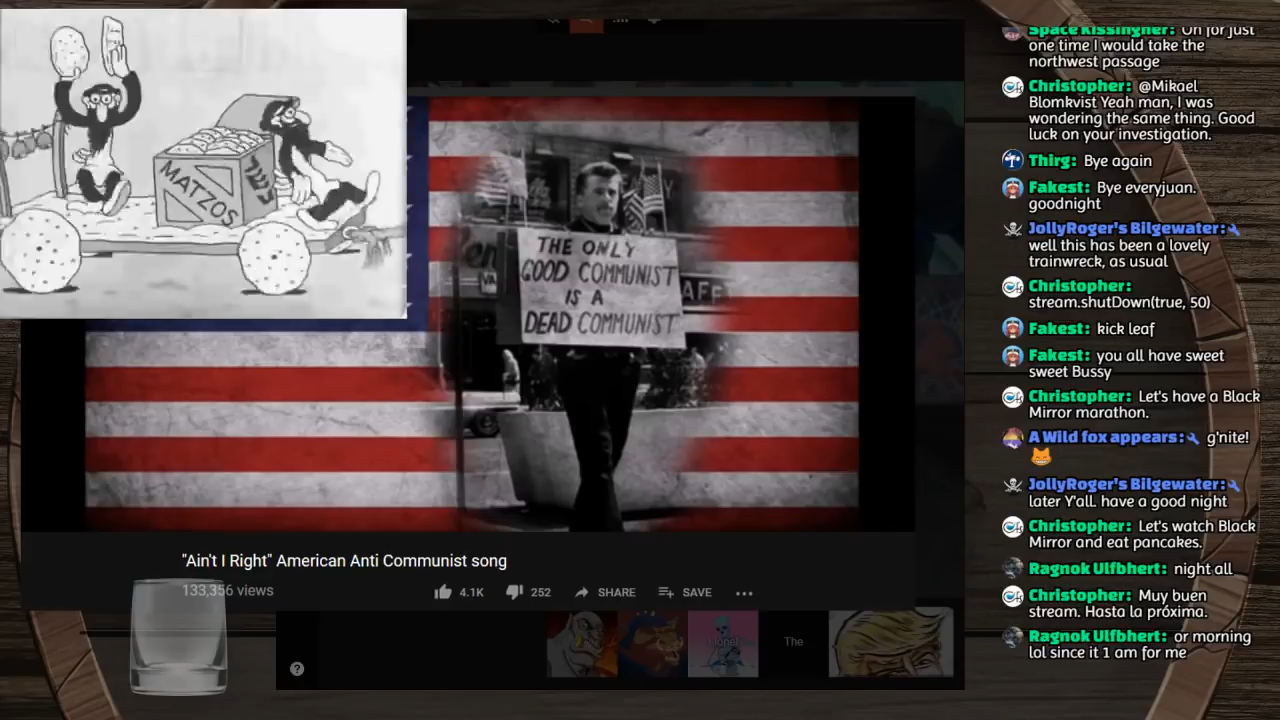 MATZOS
כשר
THE ONLY
GOOD COMMUNIST
IS A
DEAD COMMUNIST
"Ain't I Right" American Anti Communist song
133,356 views
4.1K
252
SHARE
SAVE
The
Space Kissingher: Oh for just
one time I would take the
northwest passage
Christopher: @Mikael
Blomkvist Yeah man, I was
wondering the same thing. Good
luck on your investigation.
Thirg: Bye again
Fakest: Bye everyjuan.
goodnight
JollyRoger's Bilgewater:
well this has been a lovely
trainwreck, as usual
Christopher:
stream.shutDown(true, 50)
Fakest: kick leaf
Fakest: you all have sweet
sweet Bussy
Christopher: Let's have a Black
Mirror marathon.
A Wild fox appears: g'nite!
JollyRoger's Bilgewater:
later Y'all. have a good night
Christopher: Let's watch Black
Mirror and eat pancakes.
Ragnok Ulfbhert: night all
Christopher: Muy buen
stream. Hasta la próxima.
Ragnok Ulfbhert: or morning
lol since it 1 am for me